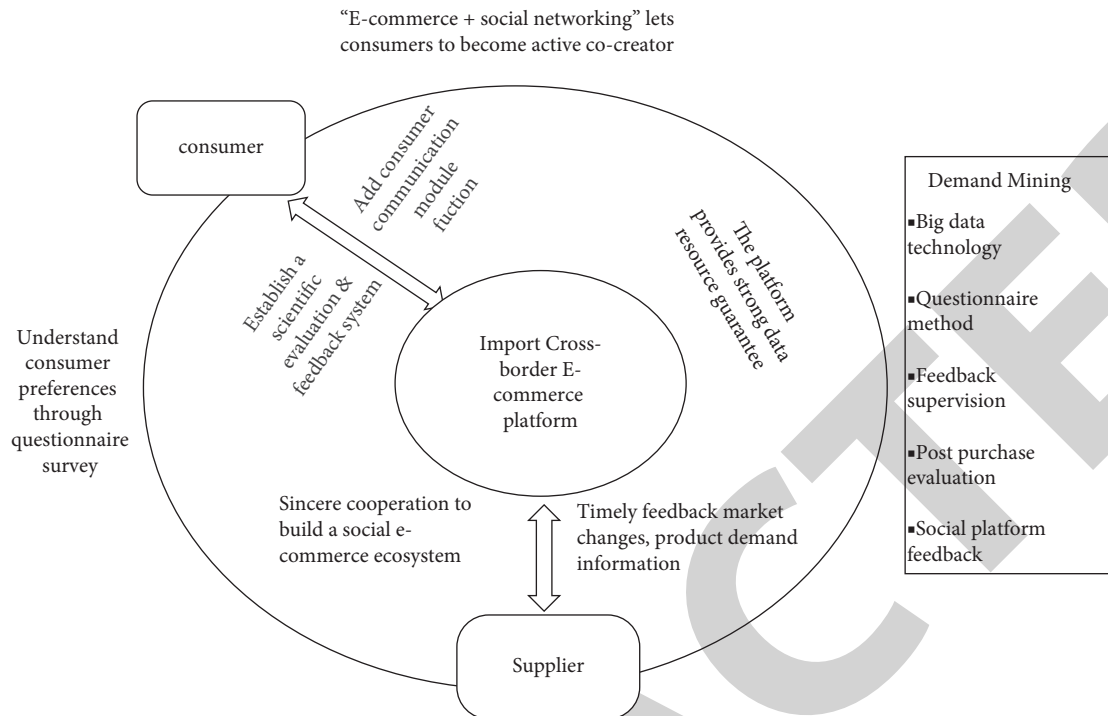 “E-commerce + social networking” lets
consumers to become active co-creator
consumer
Add consumer
communication
module
fuction
Establish a
scientific
evaluation &
feedback system
The platform
provides strong data
resource guarantee
Understand
consumer
preferences
through
questionnaire
survey
Import Cross-
border E-
commerce
platform
Sincere cooperation to
build a social e-
commerce ecosystem
Timely feedback market
changes, product demand
information
Supplier
Demand Mining
▪Big data
technology
▪Questionnaire
method
▪Feedback
supervision
▪Post purchase
evaluation
▪Social platform
feedback